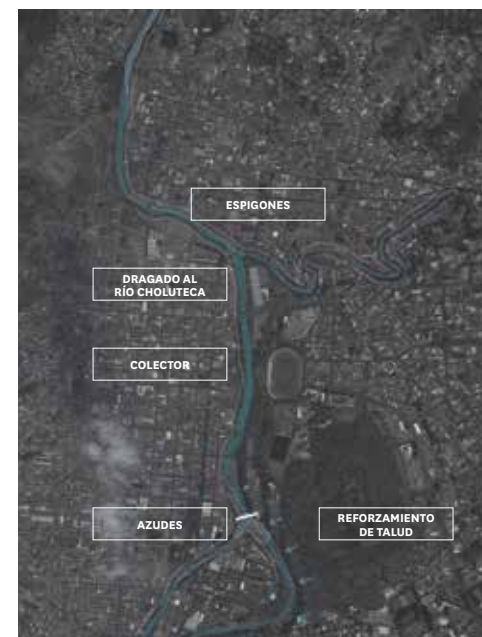 ESPIGONES
DRAGADO AL
RÍO CHOLUTECA
COLECTOR
AZUDES
REFORZAMIENTO
DE TALUD